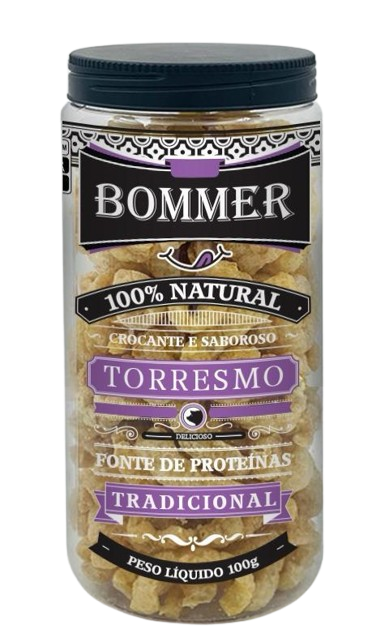 BOMMER
100% NATURAL
CROCANTE E SABOROSO
TORRESMO
DELICIOSO
FONTE DE PROTEÍNAS
TRADICIONAL
PESO LÍQUIDO 100g